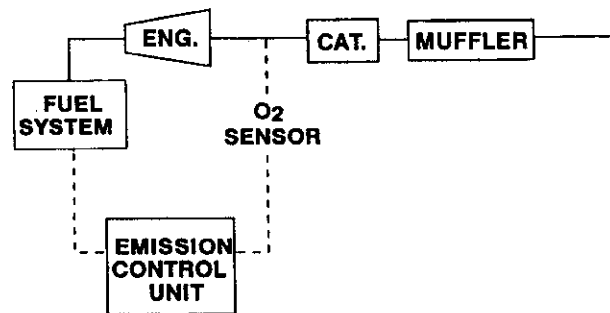 ENG.
CAT.
MUFFLER
FUEL
SYSTEM
O2
SENSOR
EMISSION
CONTROL
UNIT